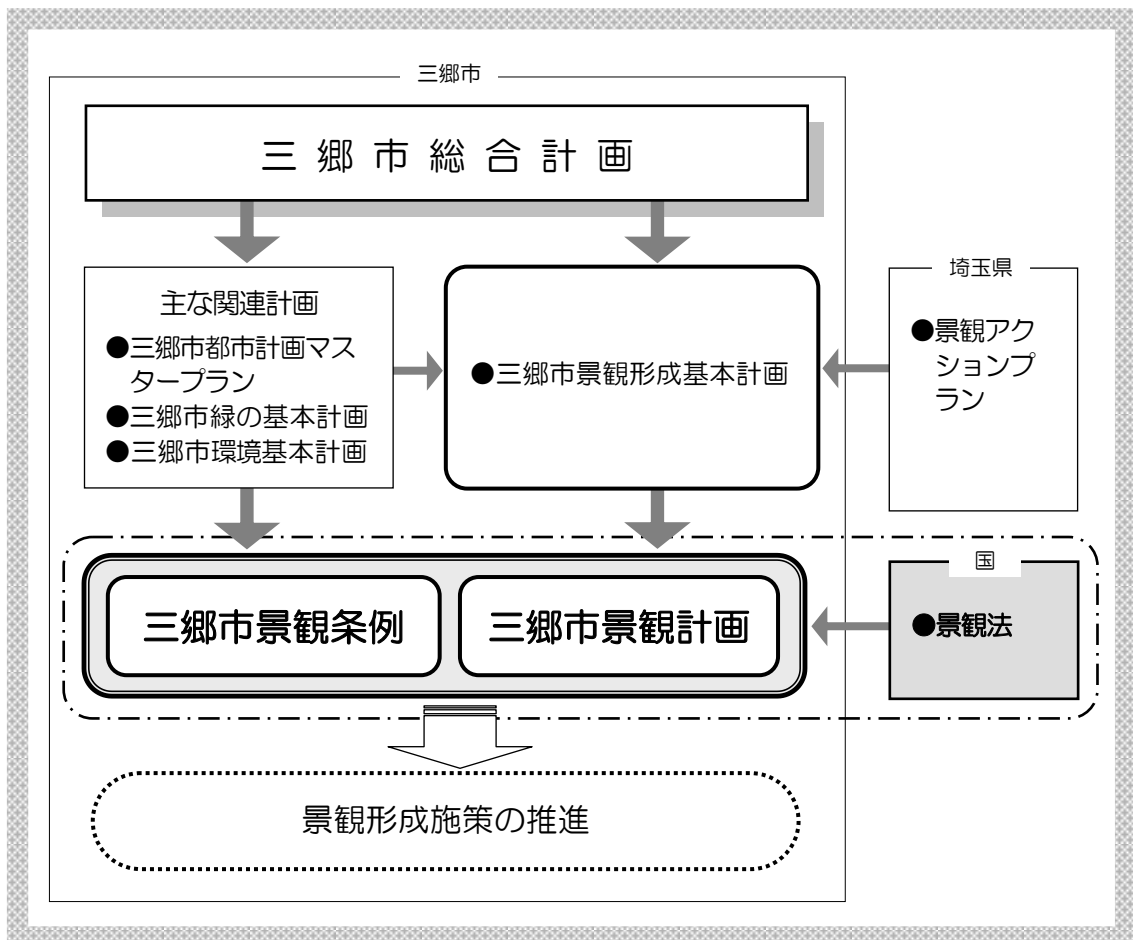 三郷市
三郷市総合計画
主な関連計画
●三郷市都市計画マス
タープラン
●三郷市緑の基本計画
●三郷市環境基本計画
●三郷市景観形成基本計画
埼玉県
●景観アク
ションプ
ラン
三郷市景観条例
三郷市景観計画
国
●景観法
景観形成施策の推進